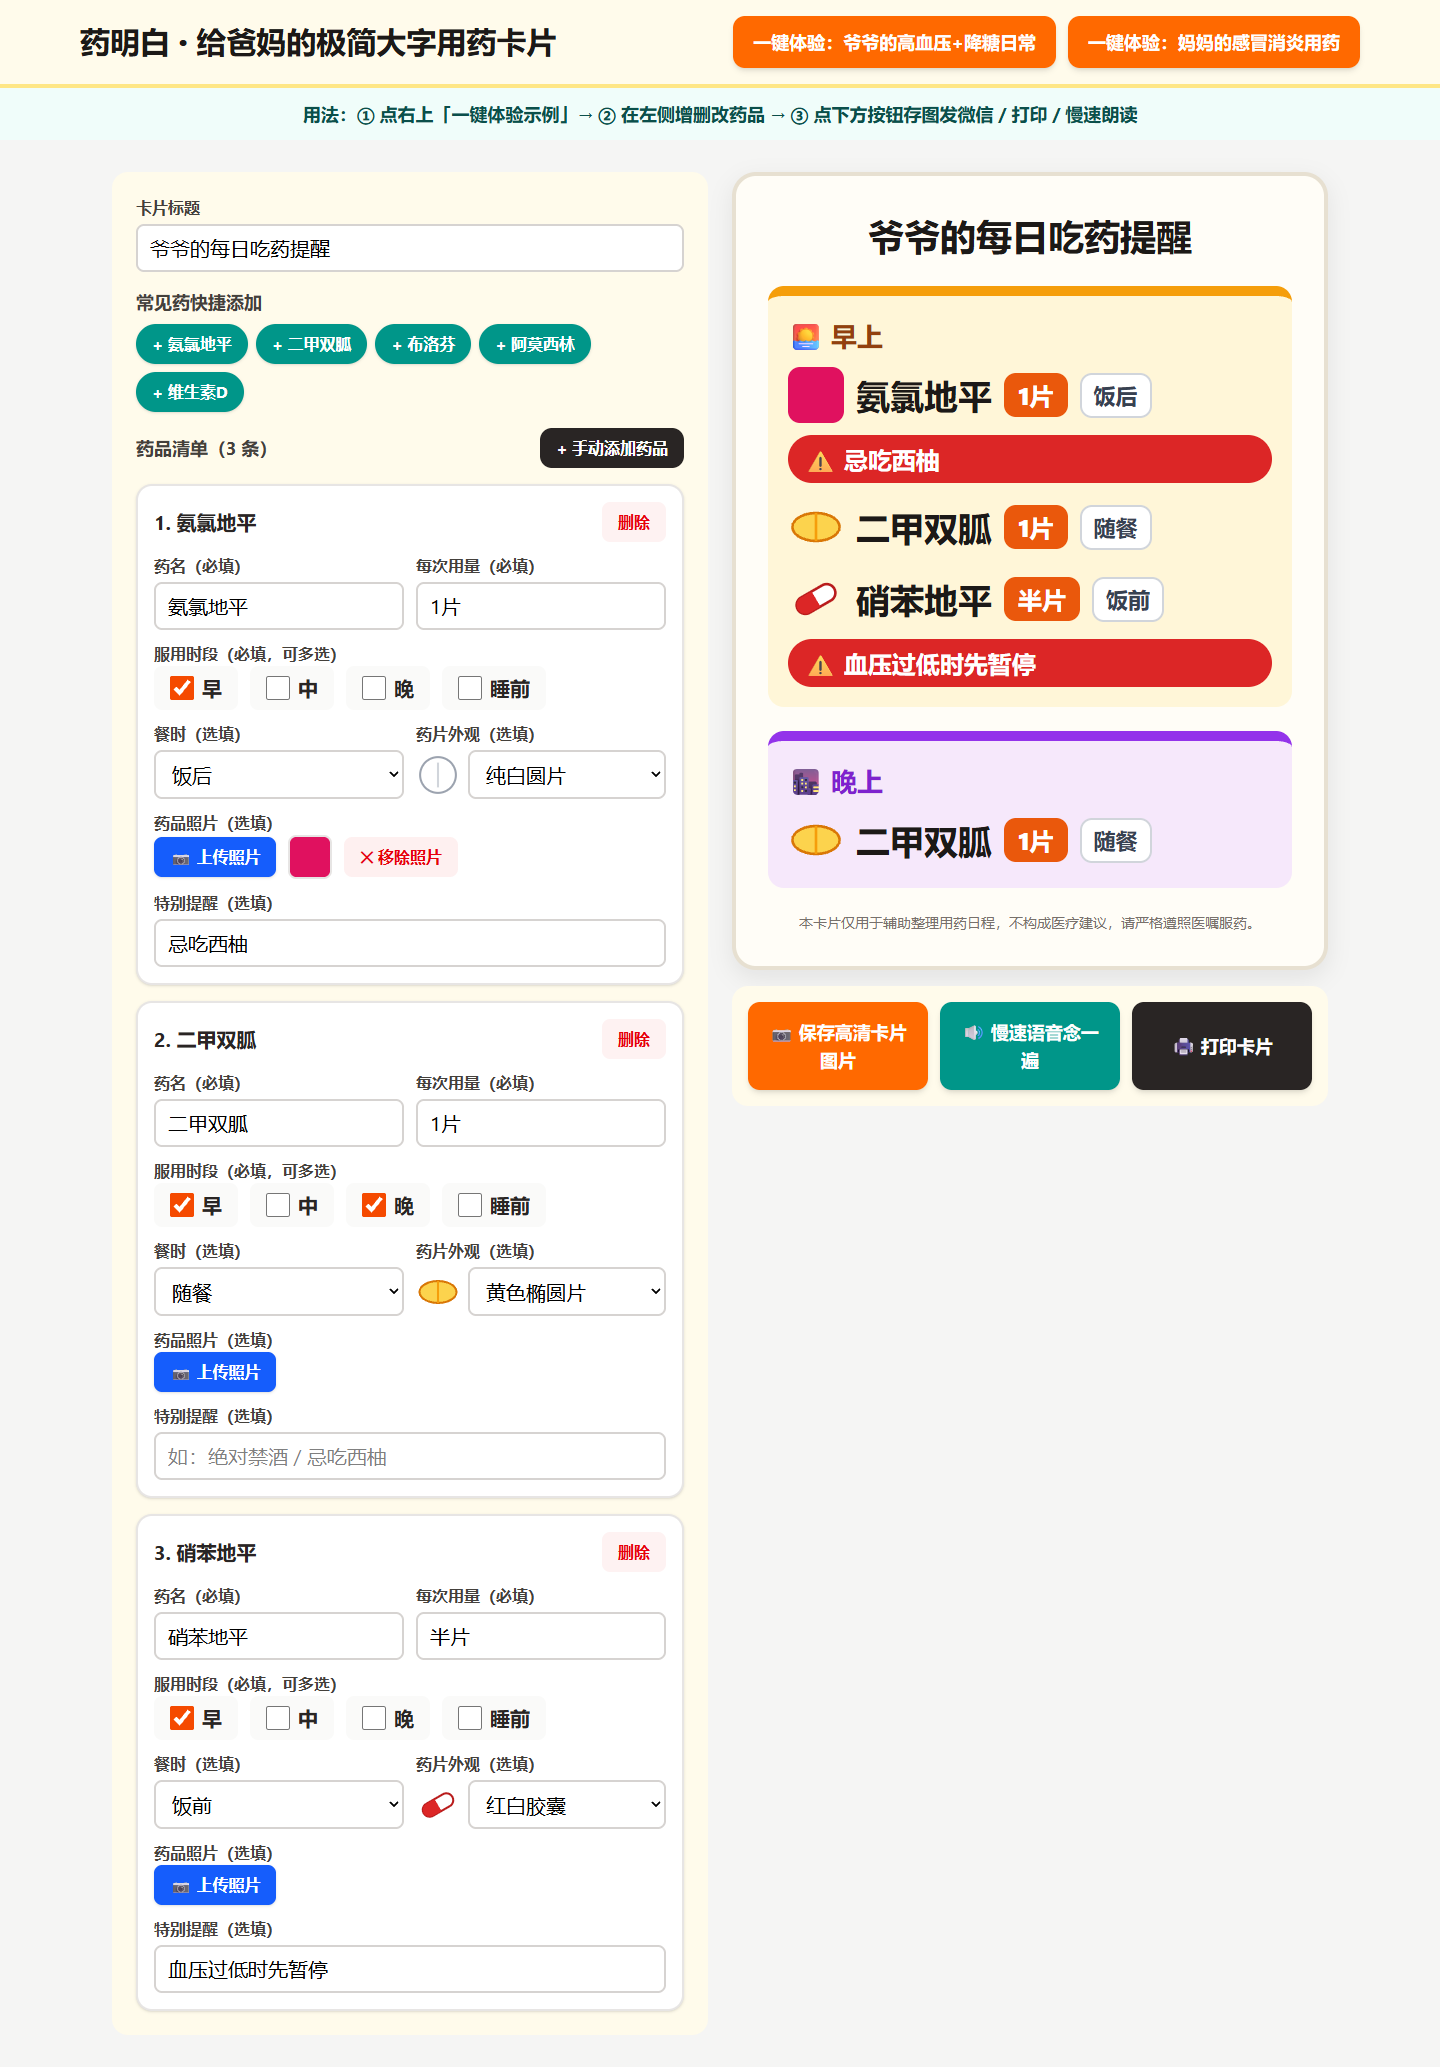 药明白 · 给爸妈的极简大字用药卡片
一键体验：爷爷的高血压+降糖日常
一键体验：妈妈的感冒消炎用药
用法：① 点右上「一键体验示例」→ ② 在左侧增删改药品 → ③ 点下方按钮存图发微信 / 打印 / 慢速朗读
卡片标题
爷爷的每日吃药提醒
常见药快捷添加
+ 氨氯地平
+ 二甲双胍
+ 布洛芬
+ 阿莫西林
+ 维生素D
药品清单（3 条）
+ 手动添加药品
1. 氨氯地平
删除
药名（必填）
每次用量（必填）
氨氯地平
1片
服用时段（必填，可多选）
早
中
晚
睡前
餐时（选填）
药片外观（选填）
饭后
纯白圆片
药品照片（选填）
上传照片
✕ 移除照片
特别提醒（选填）
忌吃西柚
2. 二甲双胍
删除
药名（必填）
每次用量（必填）
二甲双胍
1片
服用时段（必填，可多选）
早
中
晚
睡前
餐时（选填）
药片外观（选填）
随餐
黄色椭圆片
药品照片（选填）
上传照片
特别提醒（选填）
如：绝对禁酒 / 忌吃西柚
3. 硝苯地平
删除
药名（必填）
每次用量（必填）
硝苯地平
半片
服用时段（必填，可多选）
早
中
晚
睡前
餐时（选填）
药片外观（选填）
饭前
红白胶囊
药品照片（选填）
上传照片
特别提醒（选填）
血压过低时先暂停
爷爷的每日吃药提醒
早上
氨氯地平 1片 饭后
忌吃西柚
二甲双胍 1片 随餐
硝苯地平 半片 饭前
血压过低时先暂停
晚上
二甲双胍 1片 随餐
本卡片仅用于辅助整理用药日程，不构成医疗建议，请严格遵照医嘱服药。
保存高清卡片
图片
慢速语音念一
遍
打印卡片